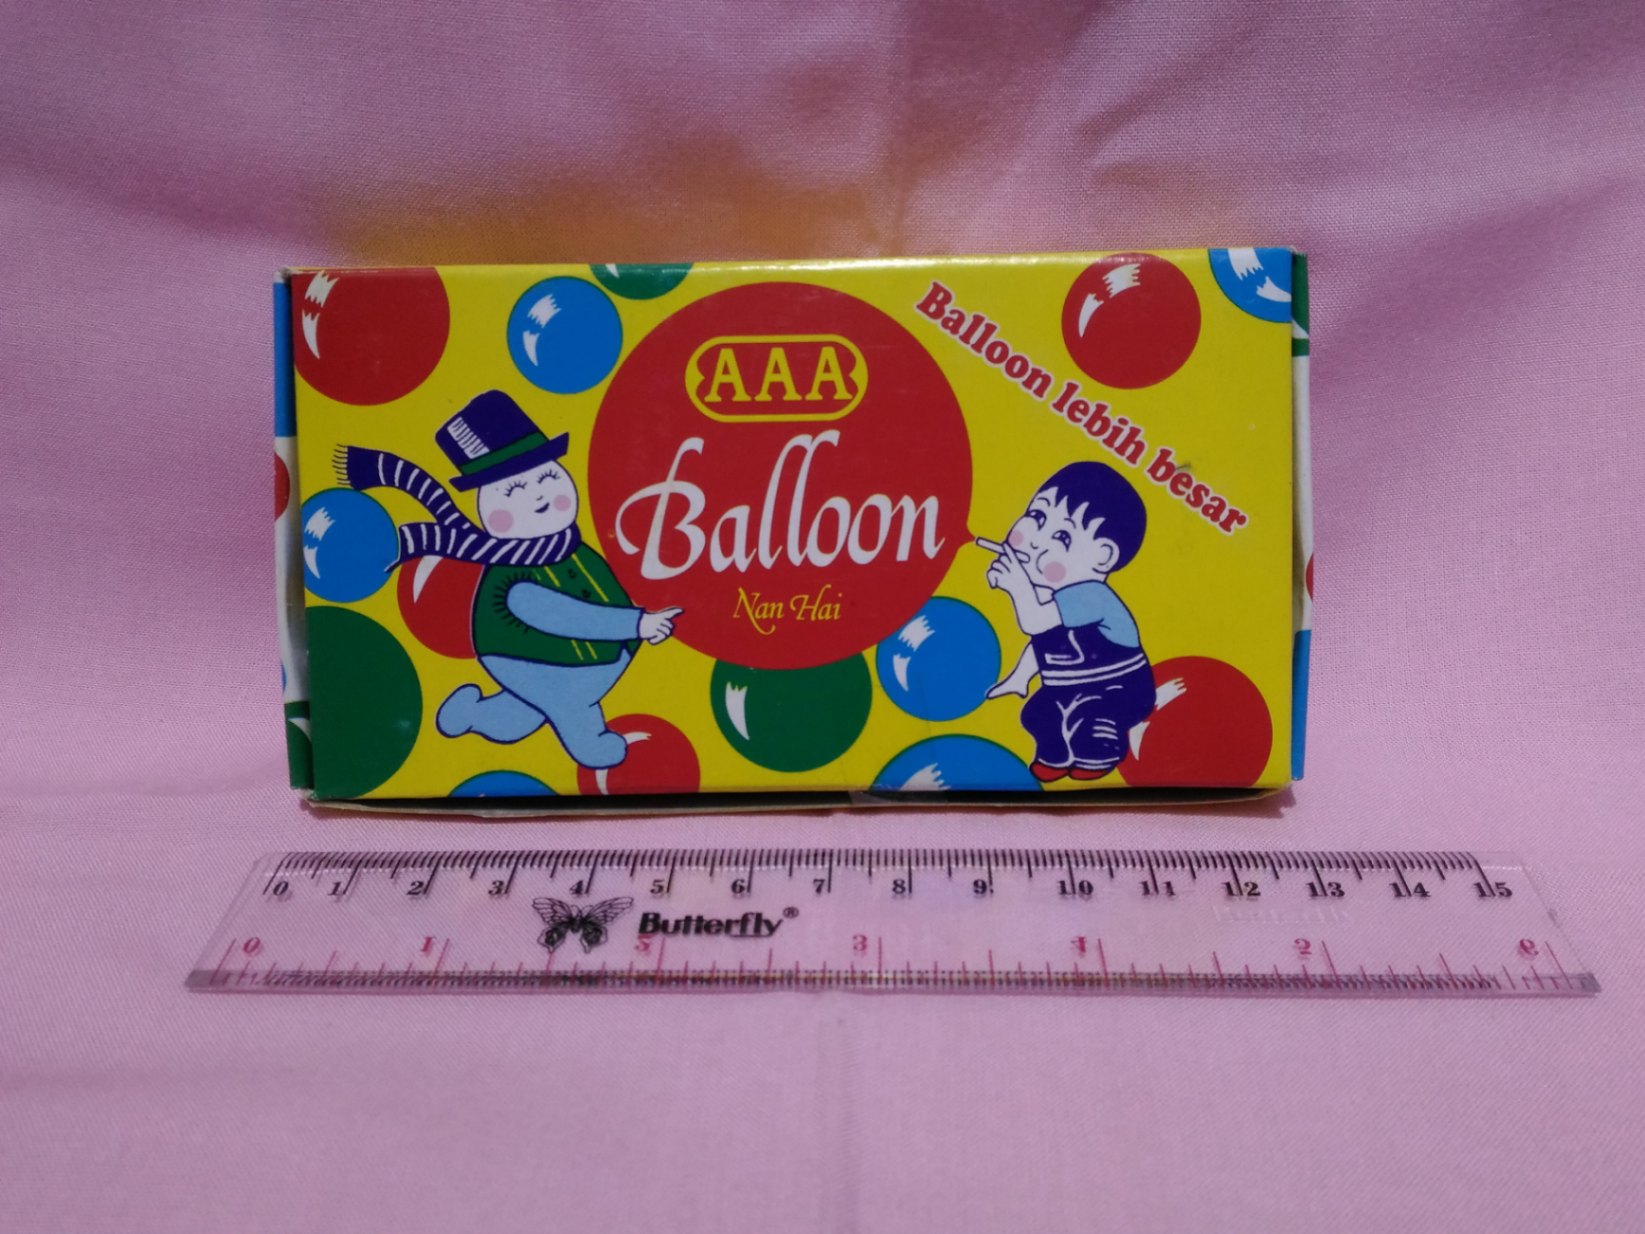 AAA
Balloon
Nan Hai
Balloon lebih besar
0 1 2 3 4 5 6 7 8 9 10 11 12 13 14 15
Butterfly®
0 1 2 3 4 5 6